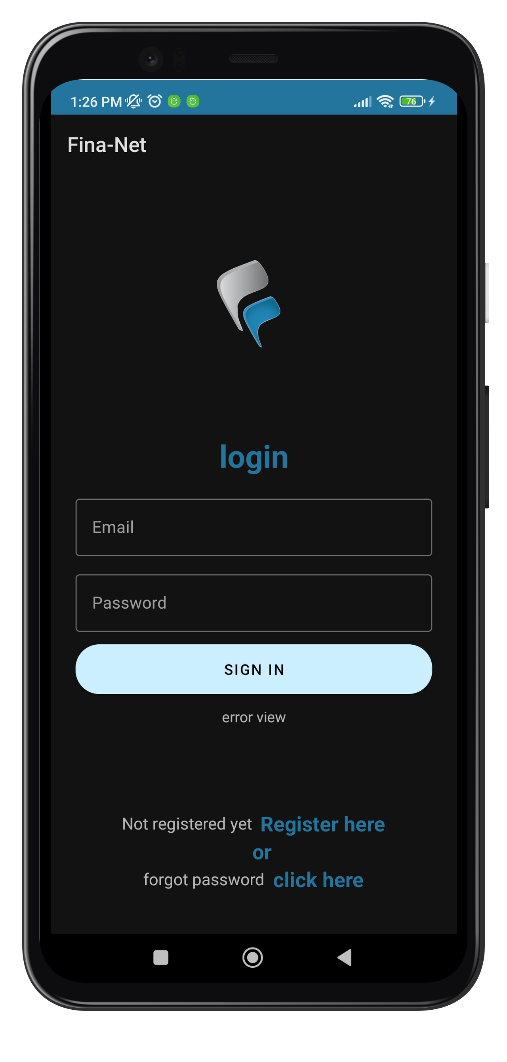 1:26 PM 76
Fina-Net
login
Email
Password
SIGN IN
error view
Not registered yet Register here
or
forgot password click here